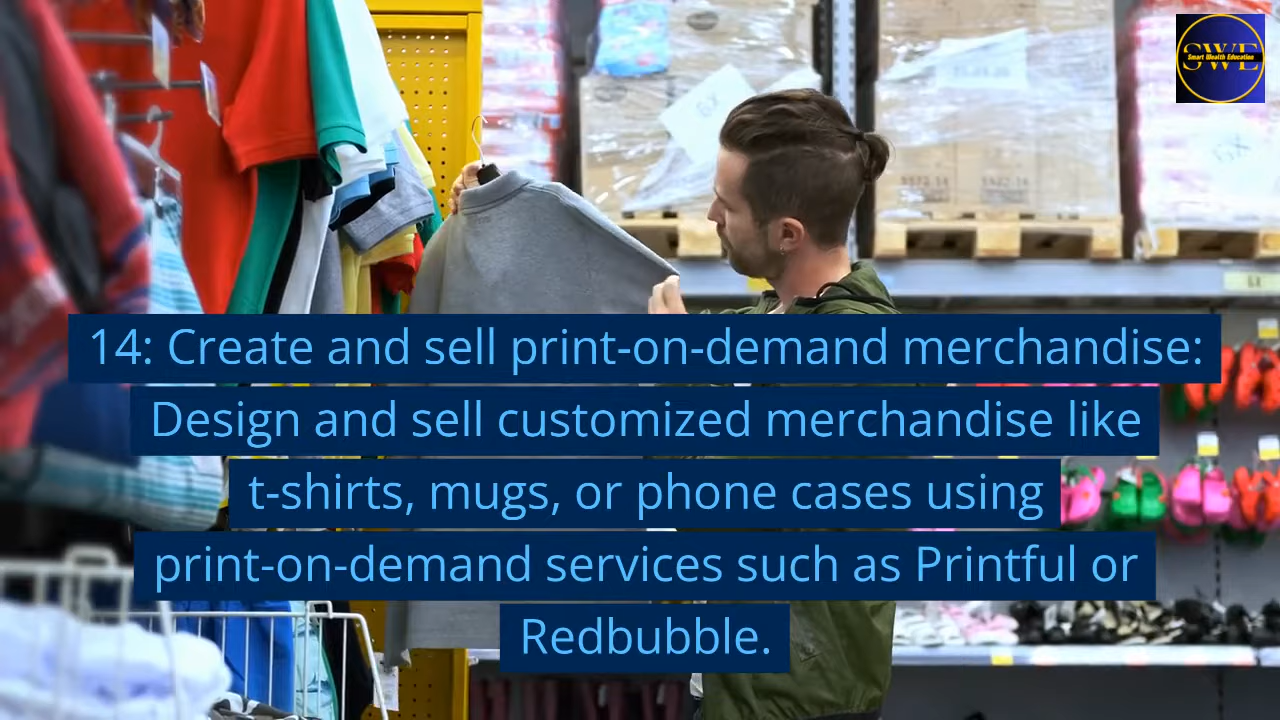 SWE
Smart Wealth Education
14: Create and sell print-on-demand merchandise:
Design and sell customized merchandise like
t-shirts, mugs, or phone cases using
print-on-demand services such as Printful or
Redbubble.